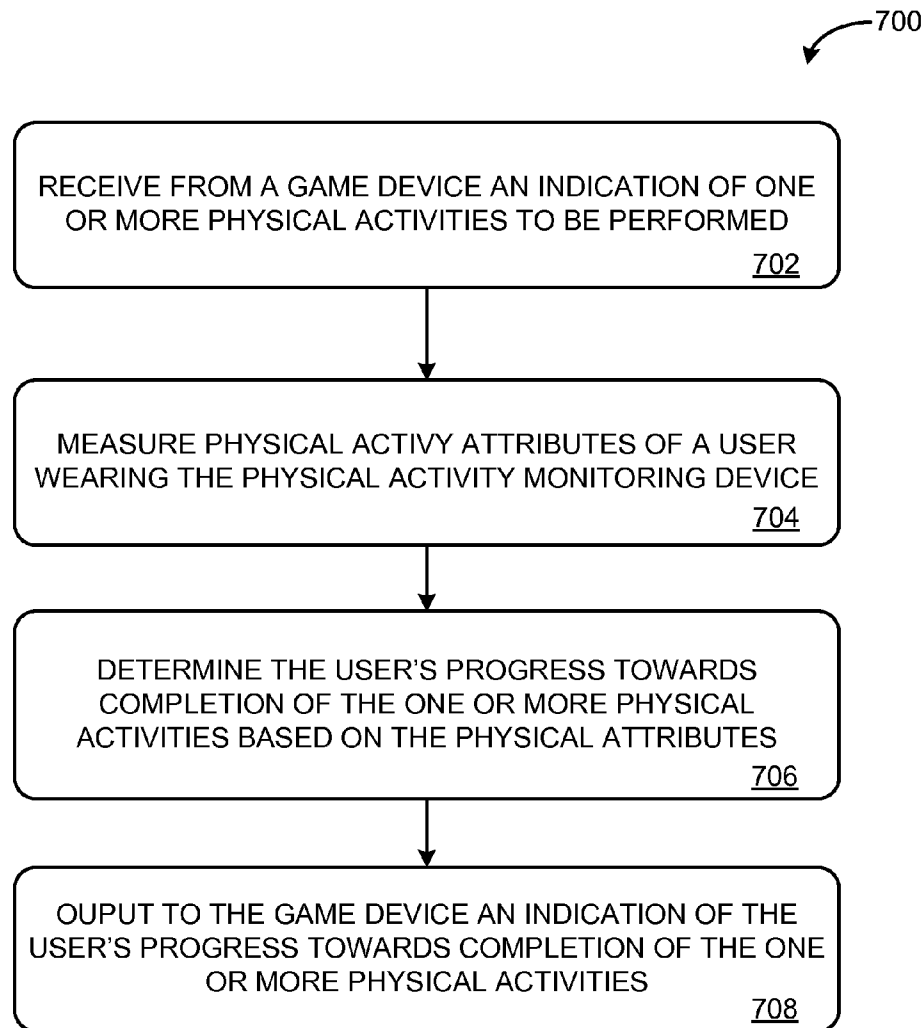 700
RECEIVE FROM A GAME DEVICE AN INDICATION OF ONE
OR MORE PHYSICAL ACTIVITIES TO BE PERFORMED
702
MEASURE PHYSICAL ACTIVY ATTRIBUTES OF A USER
WEARING THE PHYSICAL ACTIVITY MONITORING DEVICE
704
DETERMINE THE USER'S PROGRESS TOWARDS
COMPLETION OF THE ONE OR MORE PHYSICAL
ACTIVITIES BASED ON THE PHYSICAL ATTRIBUTES
706
OUPUT TO THE GAME DEVICE AN INDICATION OF THE
USER'S PROGRESS TOWARDS COMPLETION OF THE ONE
OR MORE PHYSICAL ACTIVITIES
708